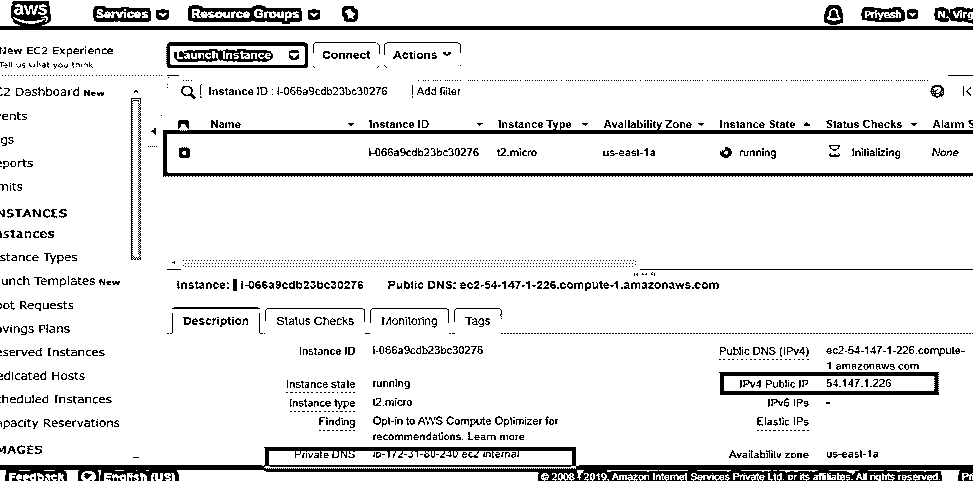 aws Services Resource Groups Priyesh N. Virg
New EC2 Experience
Tell us what you think
Launch Instance Connect Actions
C2 Dashboard New
Instance ID : i-066a9cdb23bc30276 Add filter
ents
gs
Name Instance ID Instance Type Availability Zone Instance State Status Checks Alarm S
i-066a9cdb23bc30276 t2.micro us-east-1a running Initializing None
ports
mits
NSTANCES
stances
stance Types
unch Templates New
ot Requests
vings Plans
served Instances
dicated Hosts
heduled Instances
pacity Reservations
MAGES
Instance: i-066a9cdb23bc30276 Public DNS: ec2-54-147-1-226.compute-1.amazonaws.com
Description Status Checks Monitoring Tags
Instance ID i-066a9cdb23bc30276 Public DNS (IPv4) ec2-54-147-1-226.compute-
1.amazonaws.com
Instance state running IPv4 Public IP 54.147.1.226
Instance type t2.micro IPv6 IPs -
Finding Opt-in to AWS Compute Optimizer for Elastic IPs
recommendations. Learn more
Private DNS ip-172-31-80-240.ec2.internal Availability zone us-east-1a
Feedback English (US) © 2008 - 2019, Amazon Internet Services Private Ltd. or its affiliates. All rights reserved. Pr